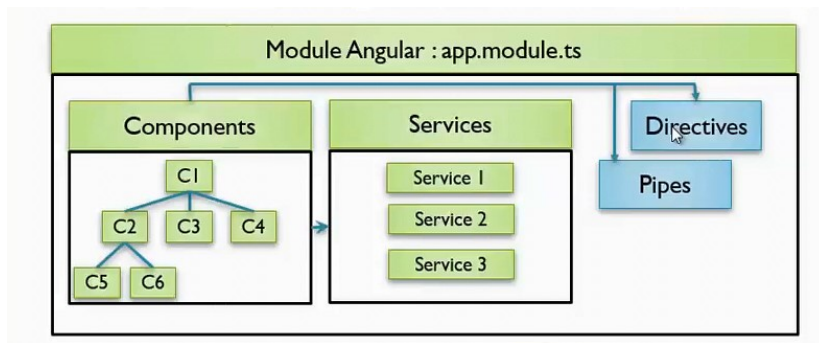 Module Angular : app.module.ts
Components
Services
Directives
Pipes
C1
C2
C3
C4
C5
C6
Service 1
Service 2
Service 3